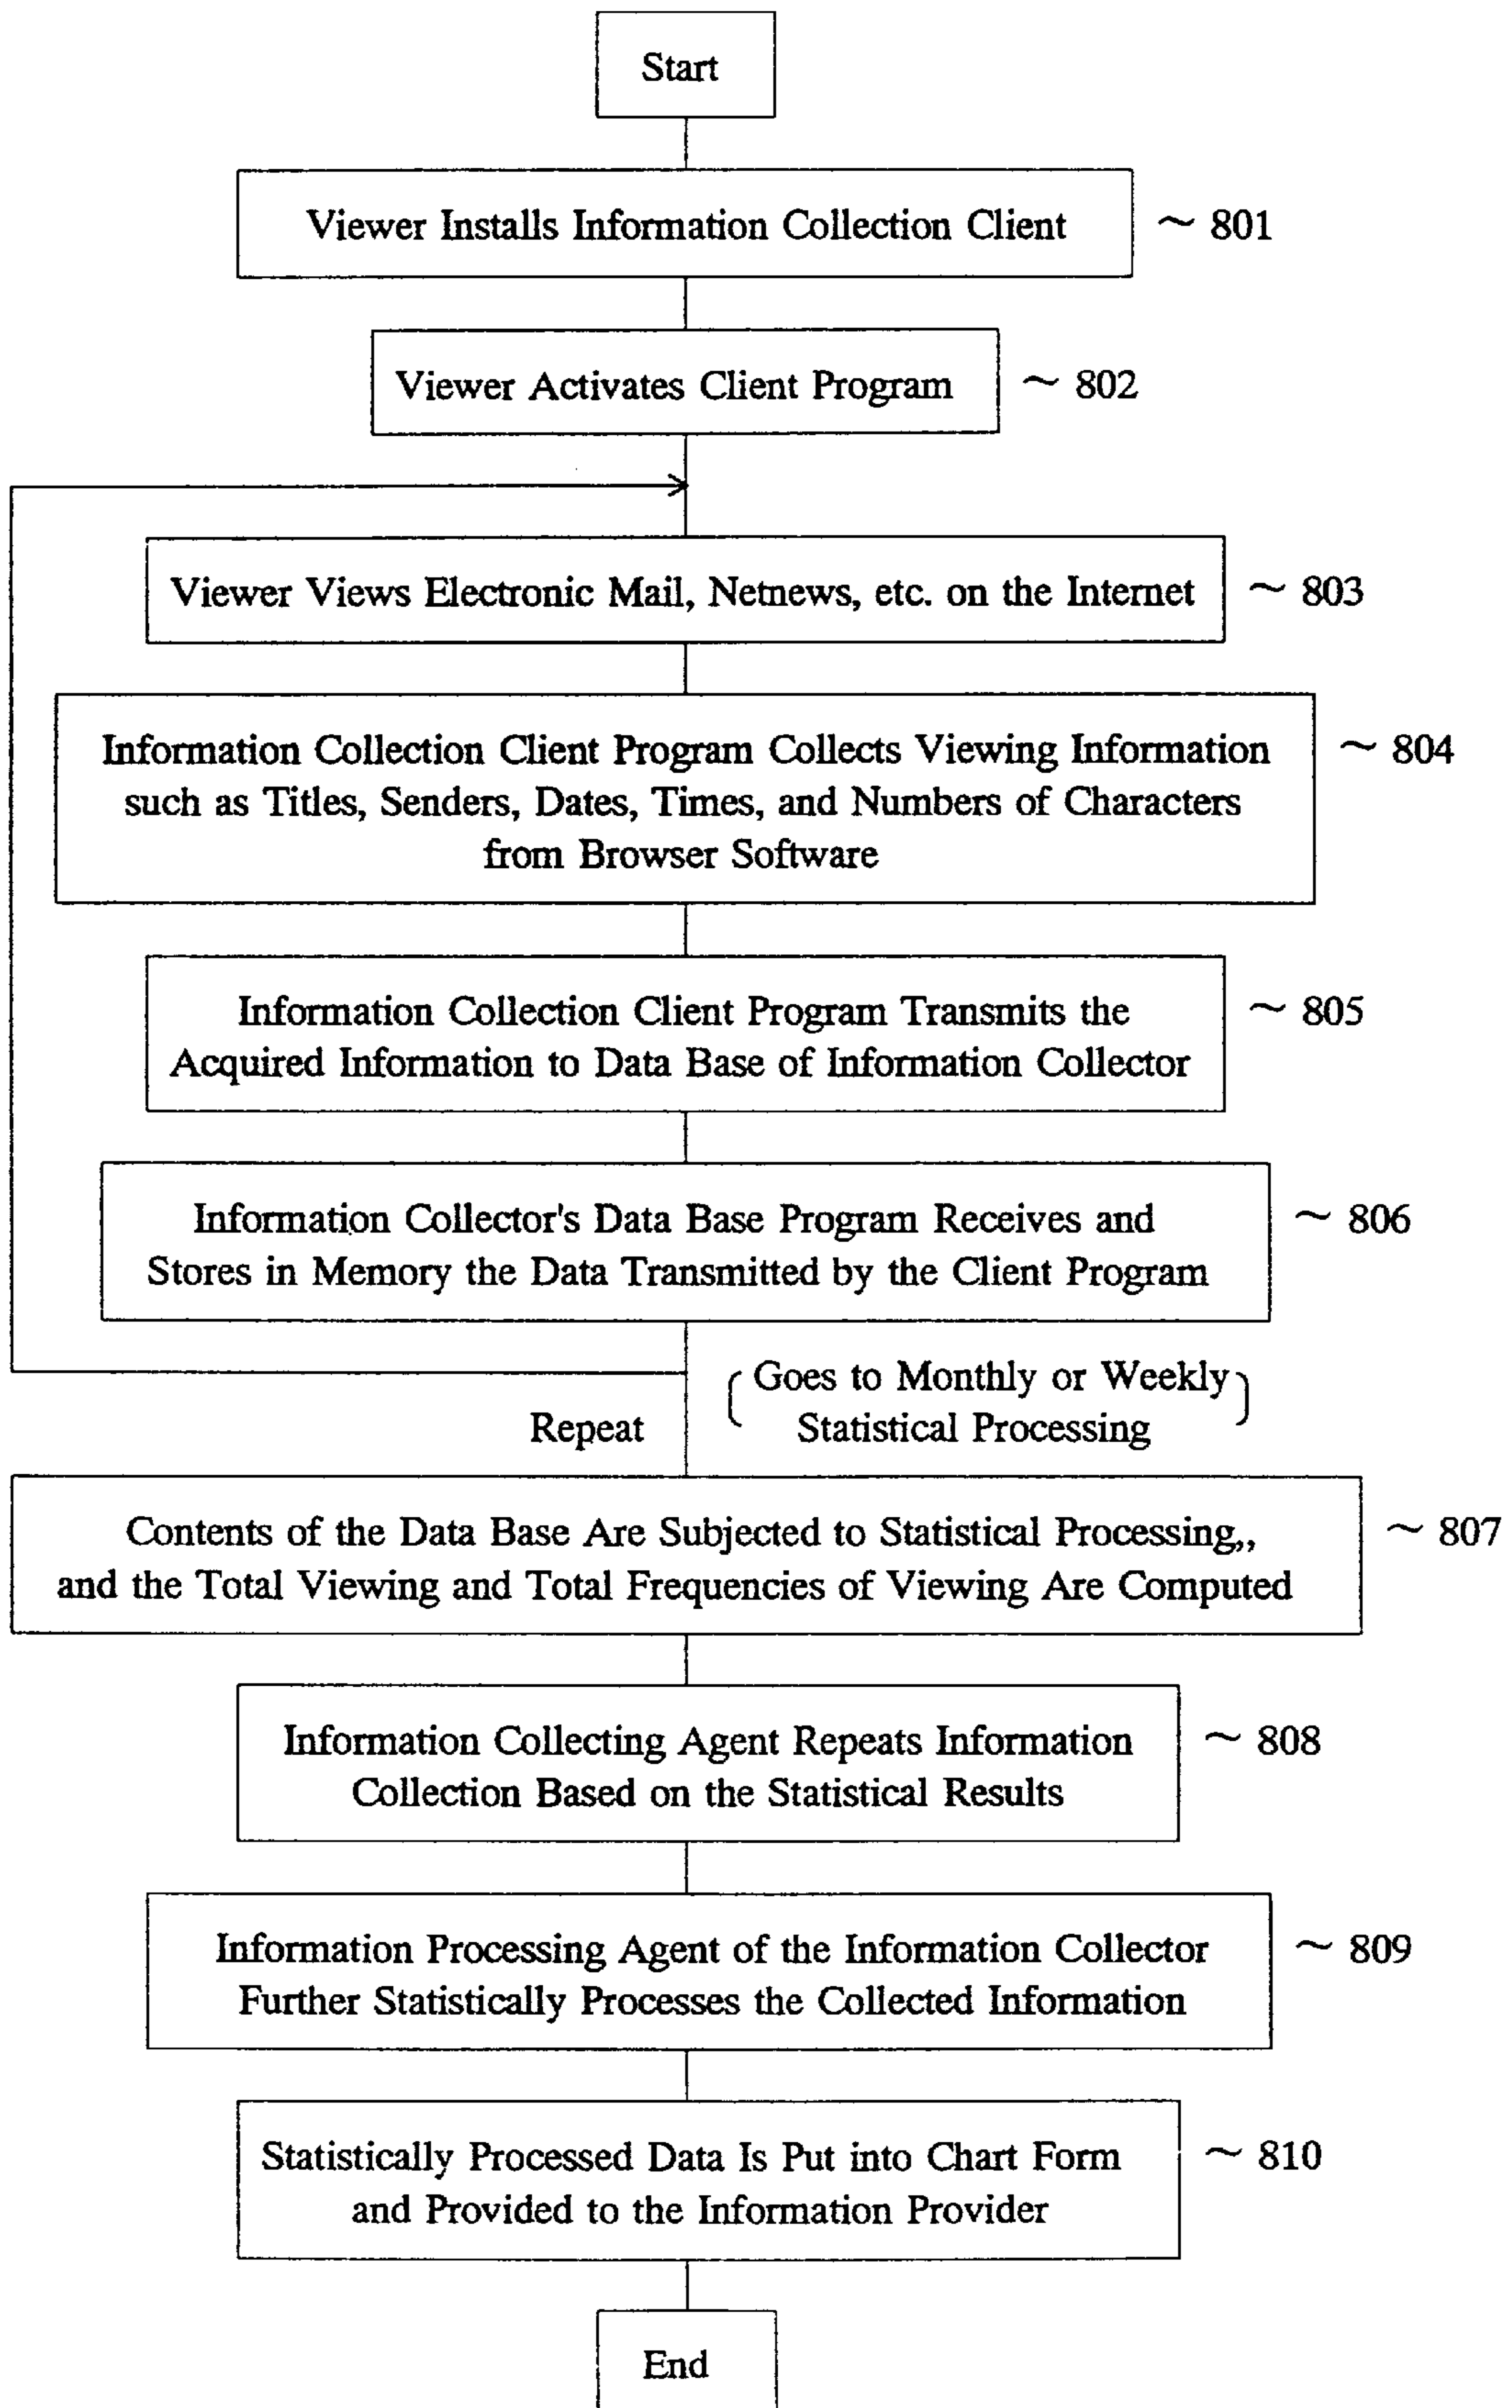 Start
Viewer Installs Information Collection Client
~ 801
Viewer Activates Client Program
~ 802
Viewer Views Electronic Mail, Netnews, etc. on the Internet
~ 803
Information Collection Client Program Collects Viewing Information
such as Titles, Senders, Dates, Times, and Numbers of Characters
from Browser Software
~ 804
Information Collection Client Program Transmits the
Acquired Information to Data Base of Information Collector
~ 805
Information Collector's Data Base Program Receives and
Stores in Memory the Data Transmitted by the Client Program
~ 806
Repeat
(Goes to Monthly or Weekly
Statistical Processing)
Contents of the Data Base Are Subjected to Statistical Processing,,
and the Total Viewing and Total Frequencies of Viewing Are Computed
~ 807
Information Collecting Agent Repeats Information
Collection Based on the Statistical Results
~ 808
Information Processing Agent of the Information Collector
Further Statistically Processes the Collected Information
~ 809
Statistically Processed Data Is Put into Chart Form
and Provided to the Information Provider
~ 810
End